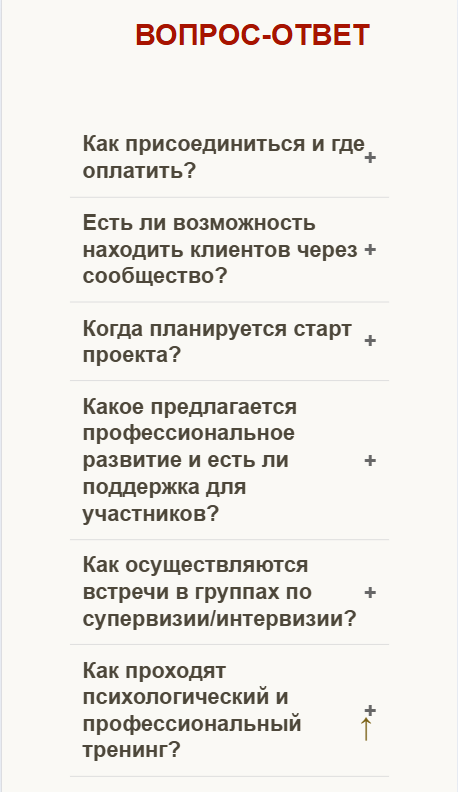 ВОПРОС-ОТВЕТ
Как присоединиться и где
оплатить?
+
Есть ли возможность
находить клиентов через +
сообщество?
Когда планируется старт
проекта?
+
Какое предлагается
профессиональное
развитие и есть ли +
поддержка для
участников?
Как осуществляются
встречи в группах по +
супервизии/интервизии?
Как проходят
психологический и
профессиональный +
тренинг?
↑